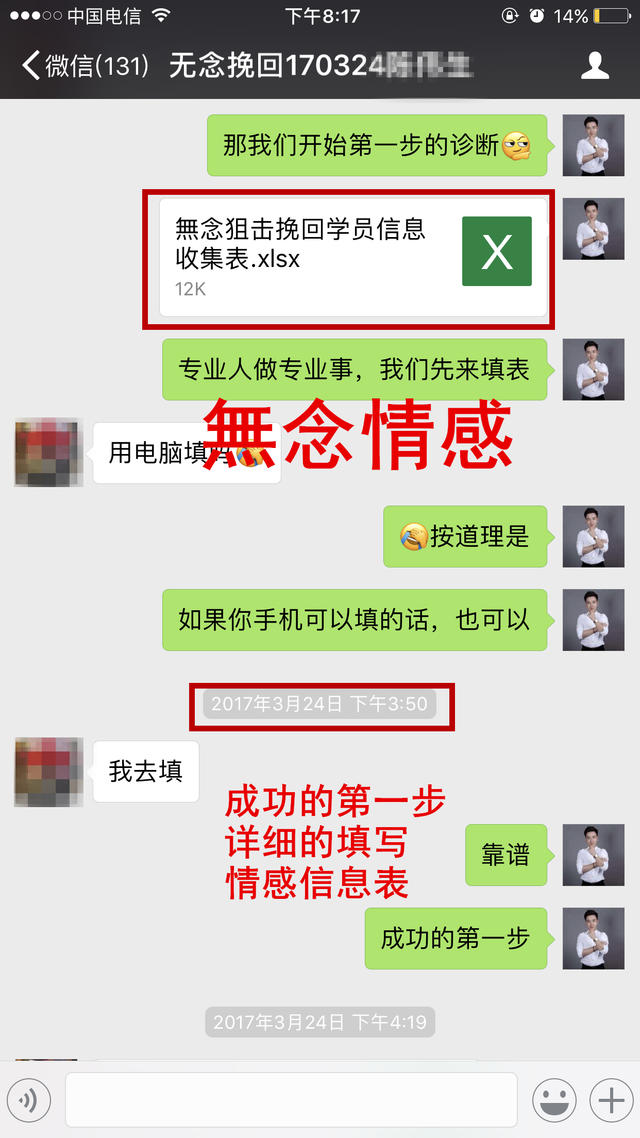 中国电信
下午8:17
14%
微信(131)
无念挽回170324
那我们开始第一步的诊断
無念狙击挽回学员信息
收集表.xlsx
X
12K
专业人做专业事，我们先来填表
無念情感
用电脑填吗
按道理是
如果你手机可以填的话，也可以
2017年3月24日 下午3:50
我去填
成功的第一步
详细的填写
情感信息表
靠谱
成功的第一步
2017年3月24日 下午4:19